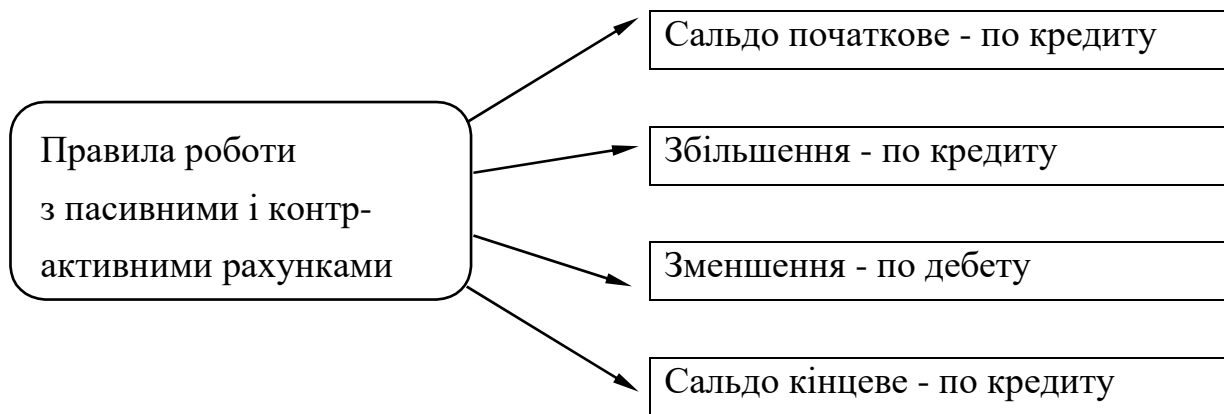 Сальдо початкове - по кредиту
Правила роботи
з пасивними і контр-
активними рахунками
Збільшення - по кредиту
Зменшення - по дебету
Сальдо кінцеве - по кредиту